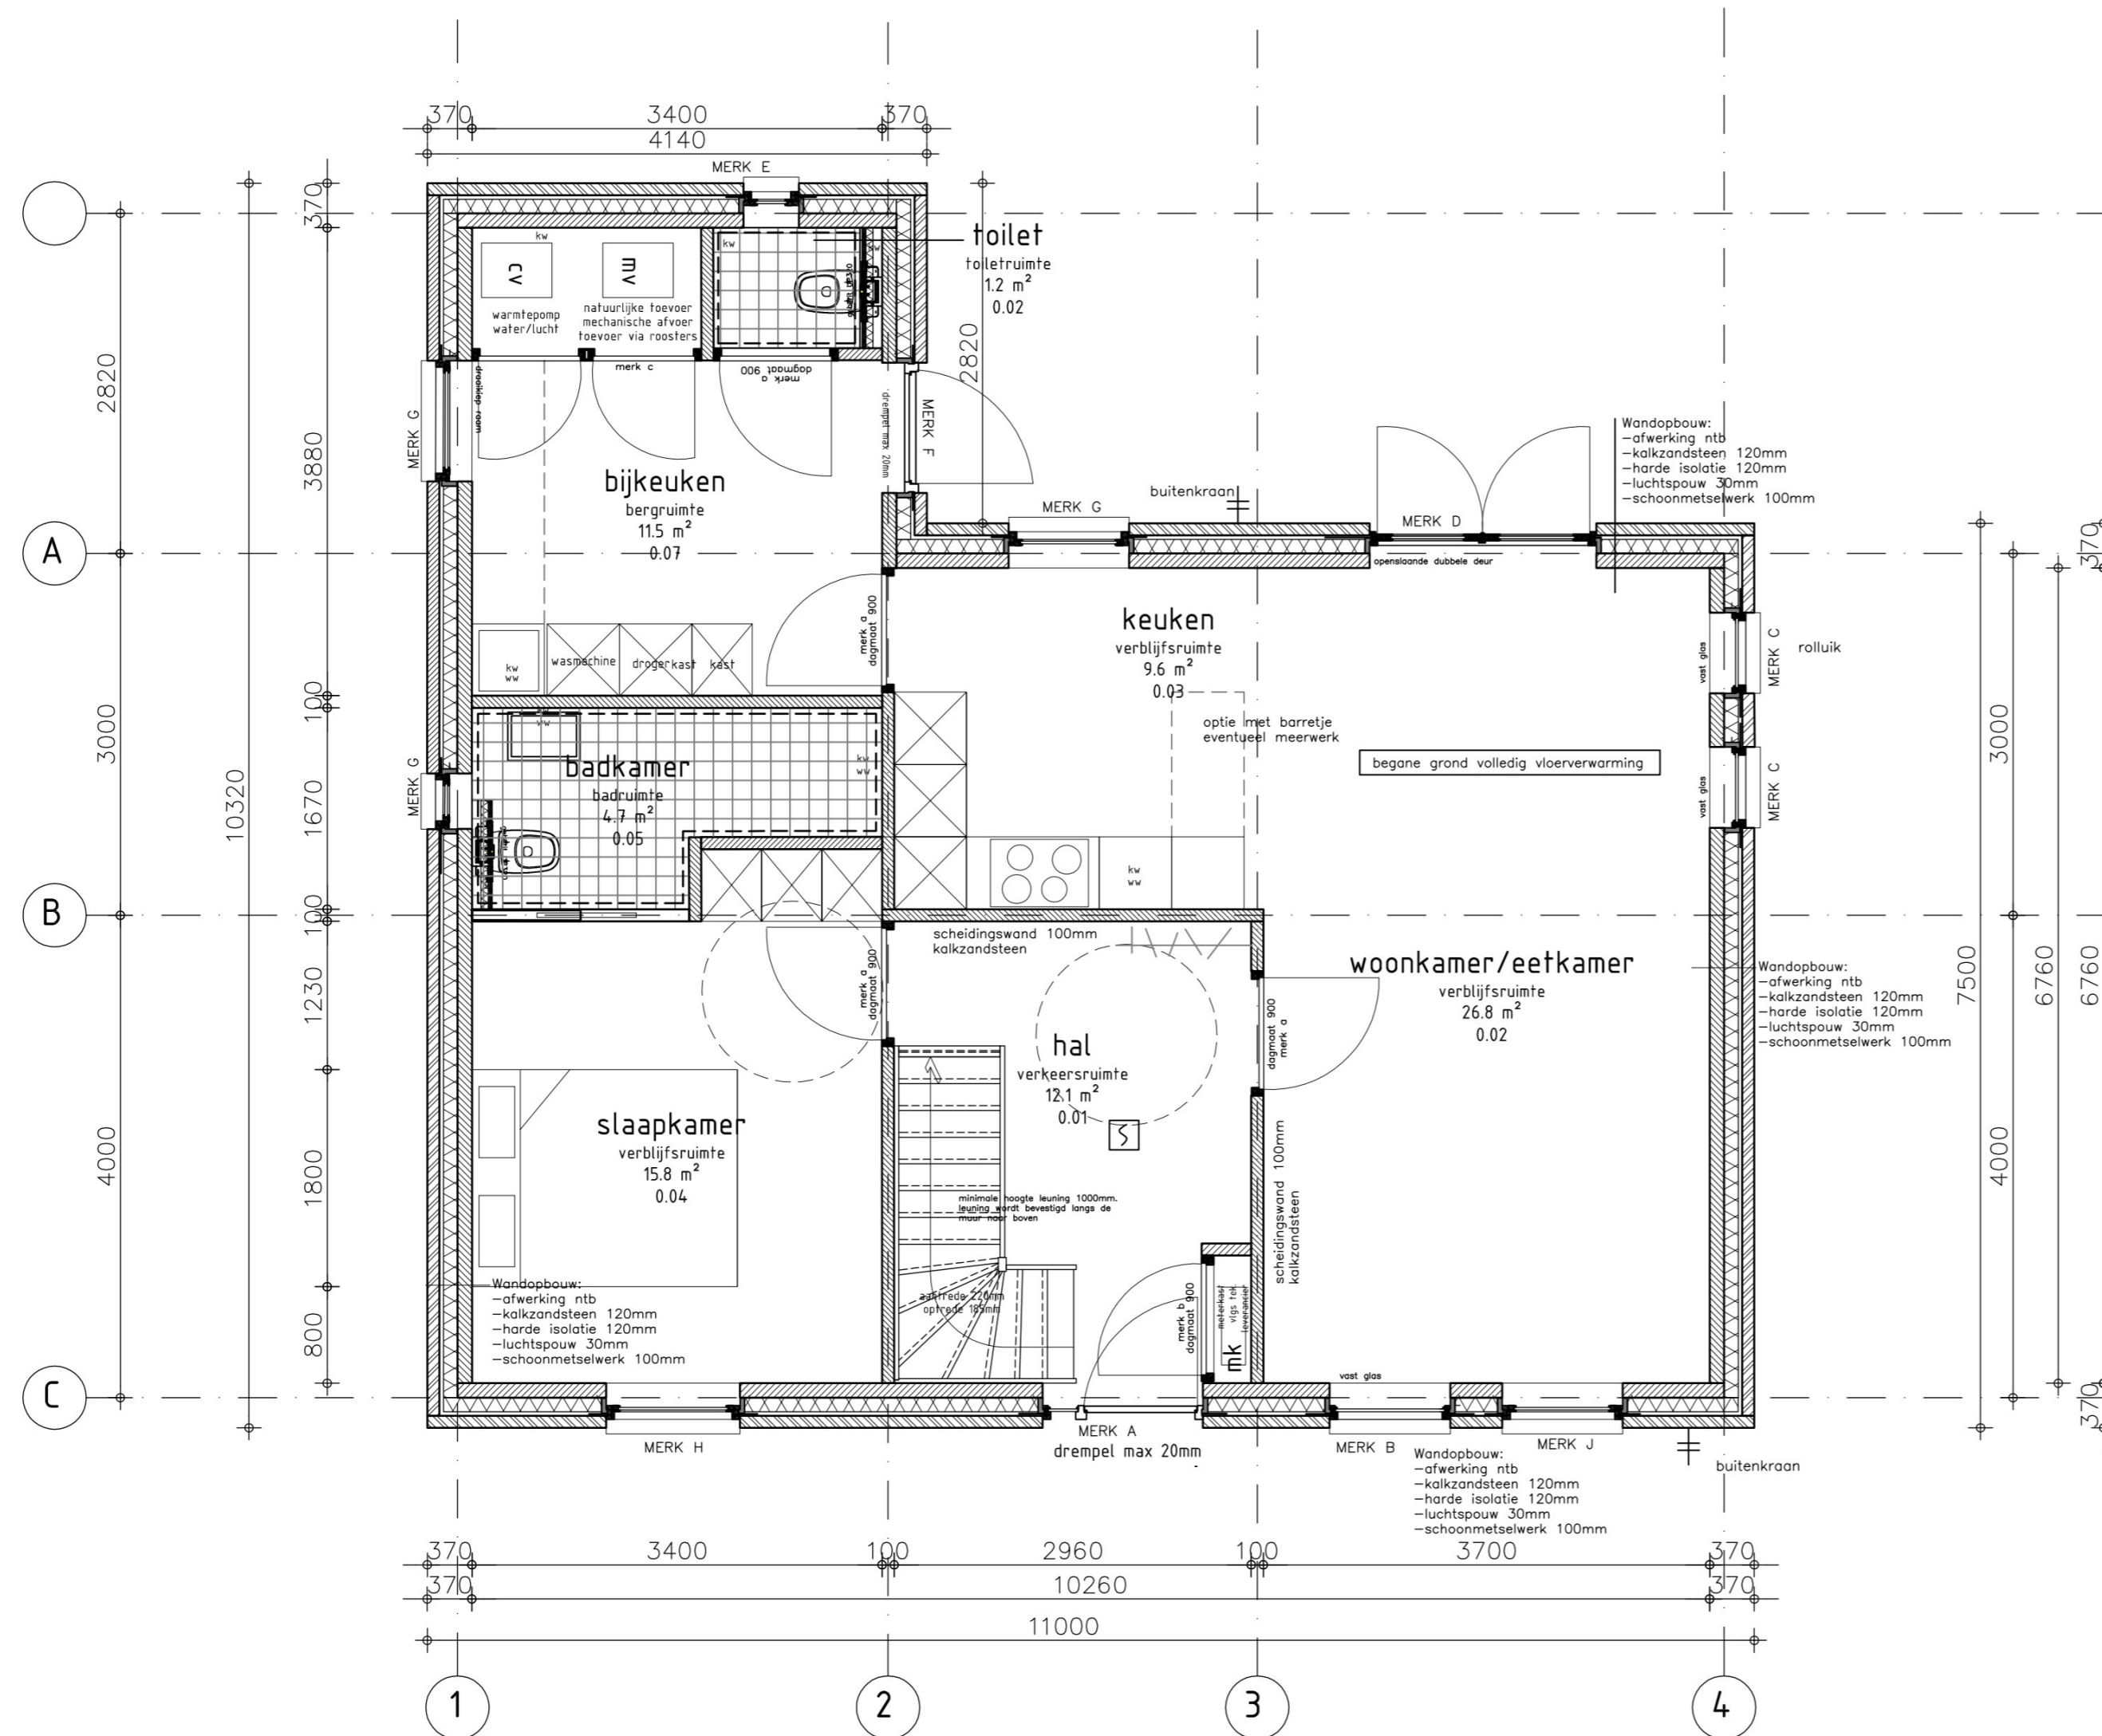 370
3400
370
4140
MERK E
370
2820
3880
10320
3000
100
1670
100
1230
4000
1800
800
A
B
C
kw
cv
mv
warmtepomp
water/lucht
natuurlijke toevoer
mechanische afvoer
toevoer via roosters
kw
kw
toilet
toiletruimte
1.2 m²
0.02
2820
draaikiep raam
merk c
merk a
dagmaat 900
MERK G
drempel max 20mm
MERK F
bijkeuken
bergruimte
11.5 m²
0.07
buitenkraan
MERK G
MERK D
openslaande dubbele deur
Wandopbouw:
-afwerking ntb
-kalkzandsteen 120mm
-harde isolatie 120mm
-luchtspouw 30mm
-schoonmetselwerk 100mm
370
merk a
dagmaat 900
keuken
verblijfsruimte
9.6 m²
0.03
vast glas
MERK C
rolluik
kw
ww
wasmachine
droger
kast
kast
optie met barretje
eventueel meerwerk
begane grond volledig vloerverwarming
3000
MERK G
badkamer
badruimte
4.7 m²
0.05
kw
ww
vast glas
MERK C
kw
ww
scheidingswand 100mm
kalkzandsteen
merk a
dagmaat 900
woonkamer/eetkamer
verblijfsruimte
26.8 m²
0.02
Wandopbouw:
-afwerking ntb
-kalkzandsteen 120mm
-harde isolatie 120mm
-luchtspouw 30mm
-schoonmetselwerk 100mm
7500
6760
6760
dagmaat 900
merk a
hal
verkeersruimte
12.1 m²
0.01
slaapkamer
verblijfsruimte
15.8 m²
0.04
4000
scheidingswand 100mm
kalkzandsteen
minimale hoogte leuning 1000mm.
leuning wordt bevestigd langs de
muur naar boven
aantrede 220mm
optrede 185mm
merk b
dagmaat 900
meterkast
vlgs tek.
leverancier
mk
Wandopbouw:
-afwerking ntb
-kalkzandsteen 120mm
-harde isolatie 120mm
-luchtspouw 30mm
-schoonmetselwerk 100mm
vast glas
370
MERK H
MERK A
drempel max 20mm
MERK B
MERK J
Wandopbouw:
-afwerking ntb
-kalkzandsteen 120mm
-harde isolatie 120mm
-luchtspouw 30mm
-schoonmetselwerk 100mm
buitenkraan
370
3400
100
2960
100
3700
370
370
10260
370
11000
1
2
3
4